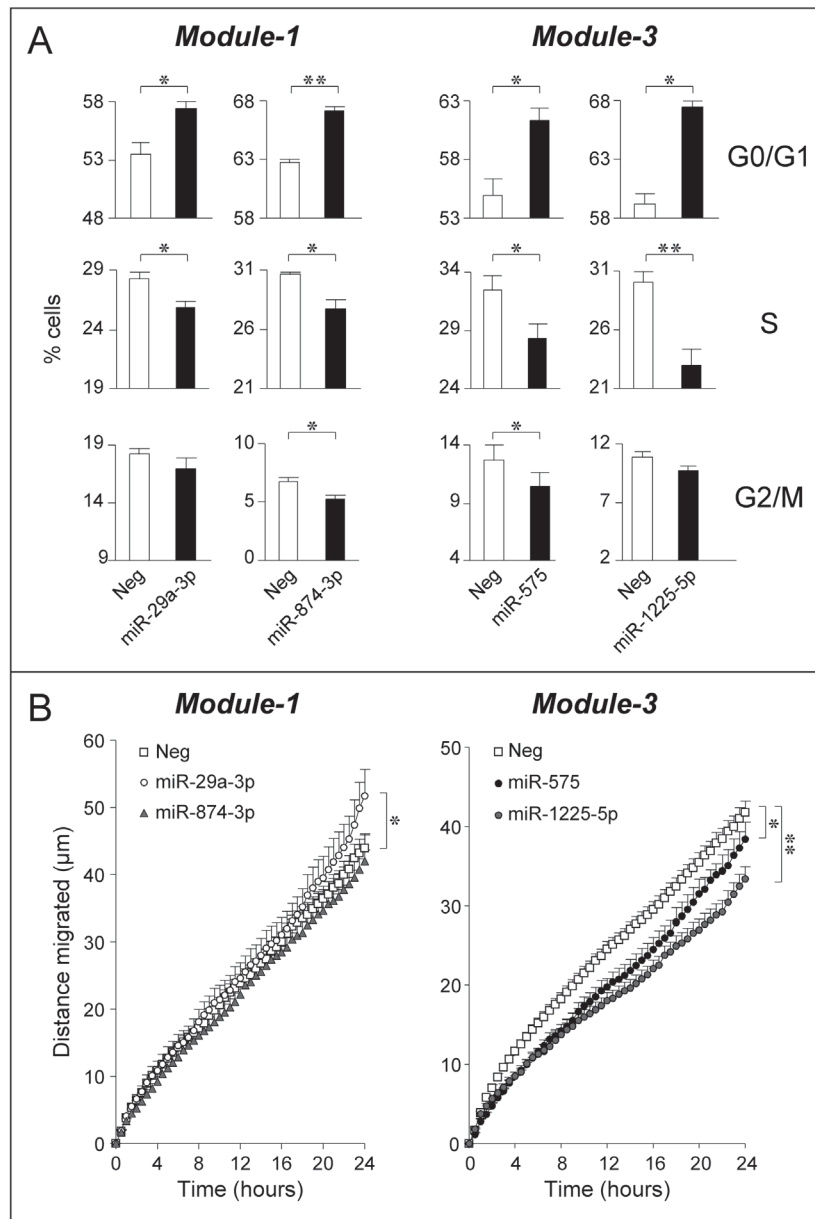 A
Module-1
Module-3
* ** * *
58 68 63 68
53 63 58 63
48 58 53 58
G0/G1
* * * **
29 31 34 31
24 26 29 26
19 21 24 21
S
% cells
* *
19 10 14 12
14 5 9 7
9 0 4 2
G2/M
Neg miR-29a-3p Neg miR-874-3p Neg miR-575 Neg miR-1225-5p
B
Module-1
Module-3
Distance migrated (μm)
60
50
40
30
20
10
0
Neg
miR-29a-3p
miR-874-3p
*
0 4 8 12 16 20 24
Time (hours)
50
40
30
20
10
0
Neg
miR-575
miR-1225-5p
*
**
0 4 8 12 16 20 24
Time (hours)